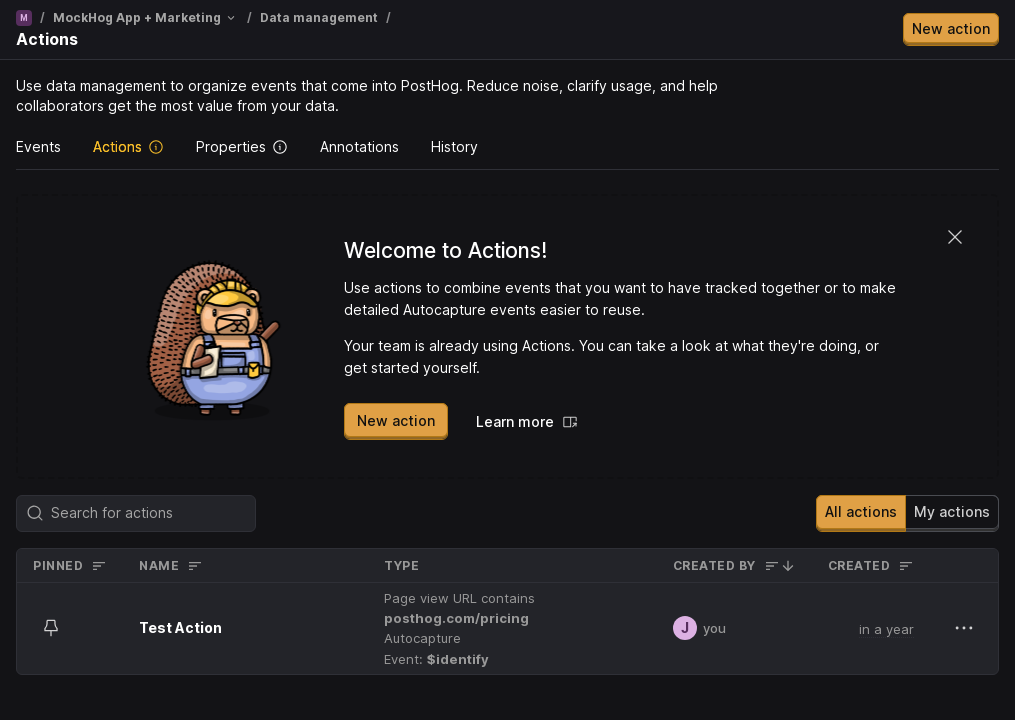 M / MockHog App + Marketing / Data management /
Actions
New action
Use data management to organize events that come into PostHog. Reduce noise, clarify usage, and help
collaborators get the most value from your data.
Events Actions Properties Annotations History
Welcome to Actions!
Use actions to combine events that you want to have tracked together or to make
detailed Autocapture events easier to reuse.
Your team is already using Actions. You can take a look at what they're doing, or
get started yourself.
New action Learn more
Search for actions All actions My actions
PINNED NAME TYPE CREATED BY CREATED
Page view URL contains
posthog.com/pricing
Test Action J you in a year
Autocapture
Event: $identify